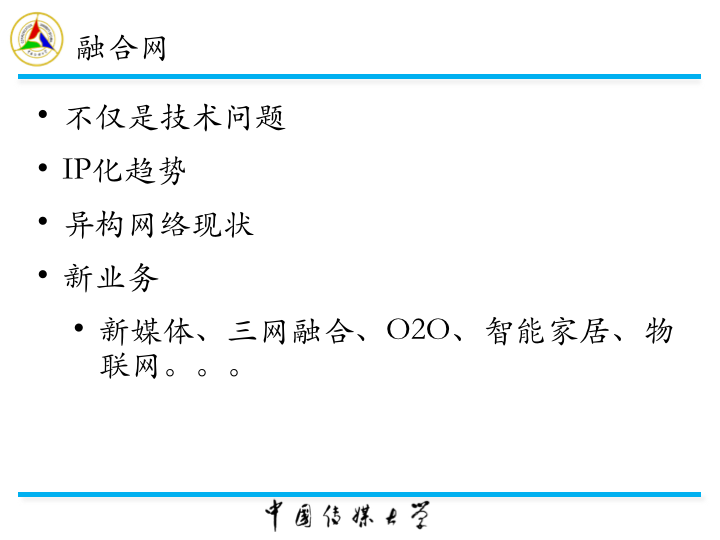 融合网
• 不仅是技术问题
• IP化趋势
• 异构网络现状
• 新业务
• 新媒体、三网融合、O2O、智能家居、物
联网。。。
中国传媒大学